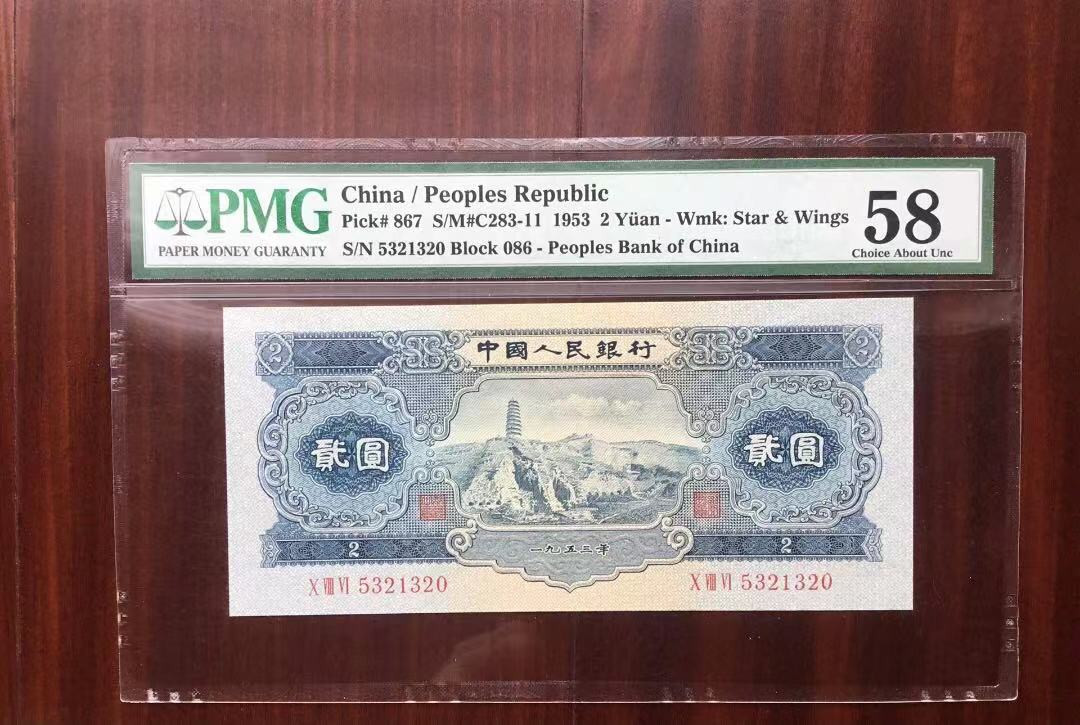 PMG
PAPER MONEY GUARANTY
China / Peoples Republic
Pick# 867 S/M#C283-11 1953 2 Yüan - Wmk: Star & Wings
S/N 5321320 Block 086 - Peoples Bank of China
58
Choice About Unc
2 中國人民銀行 2
貳圓 貳圓
2 一九五三年 2
X VIII VI 5321320 X VIII VI 5321320